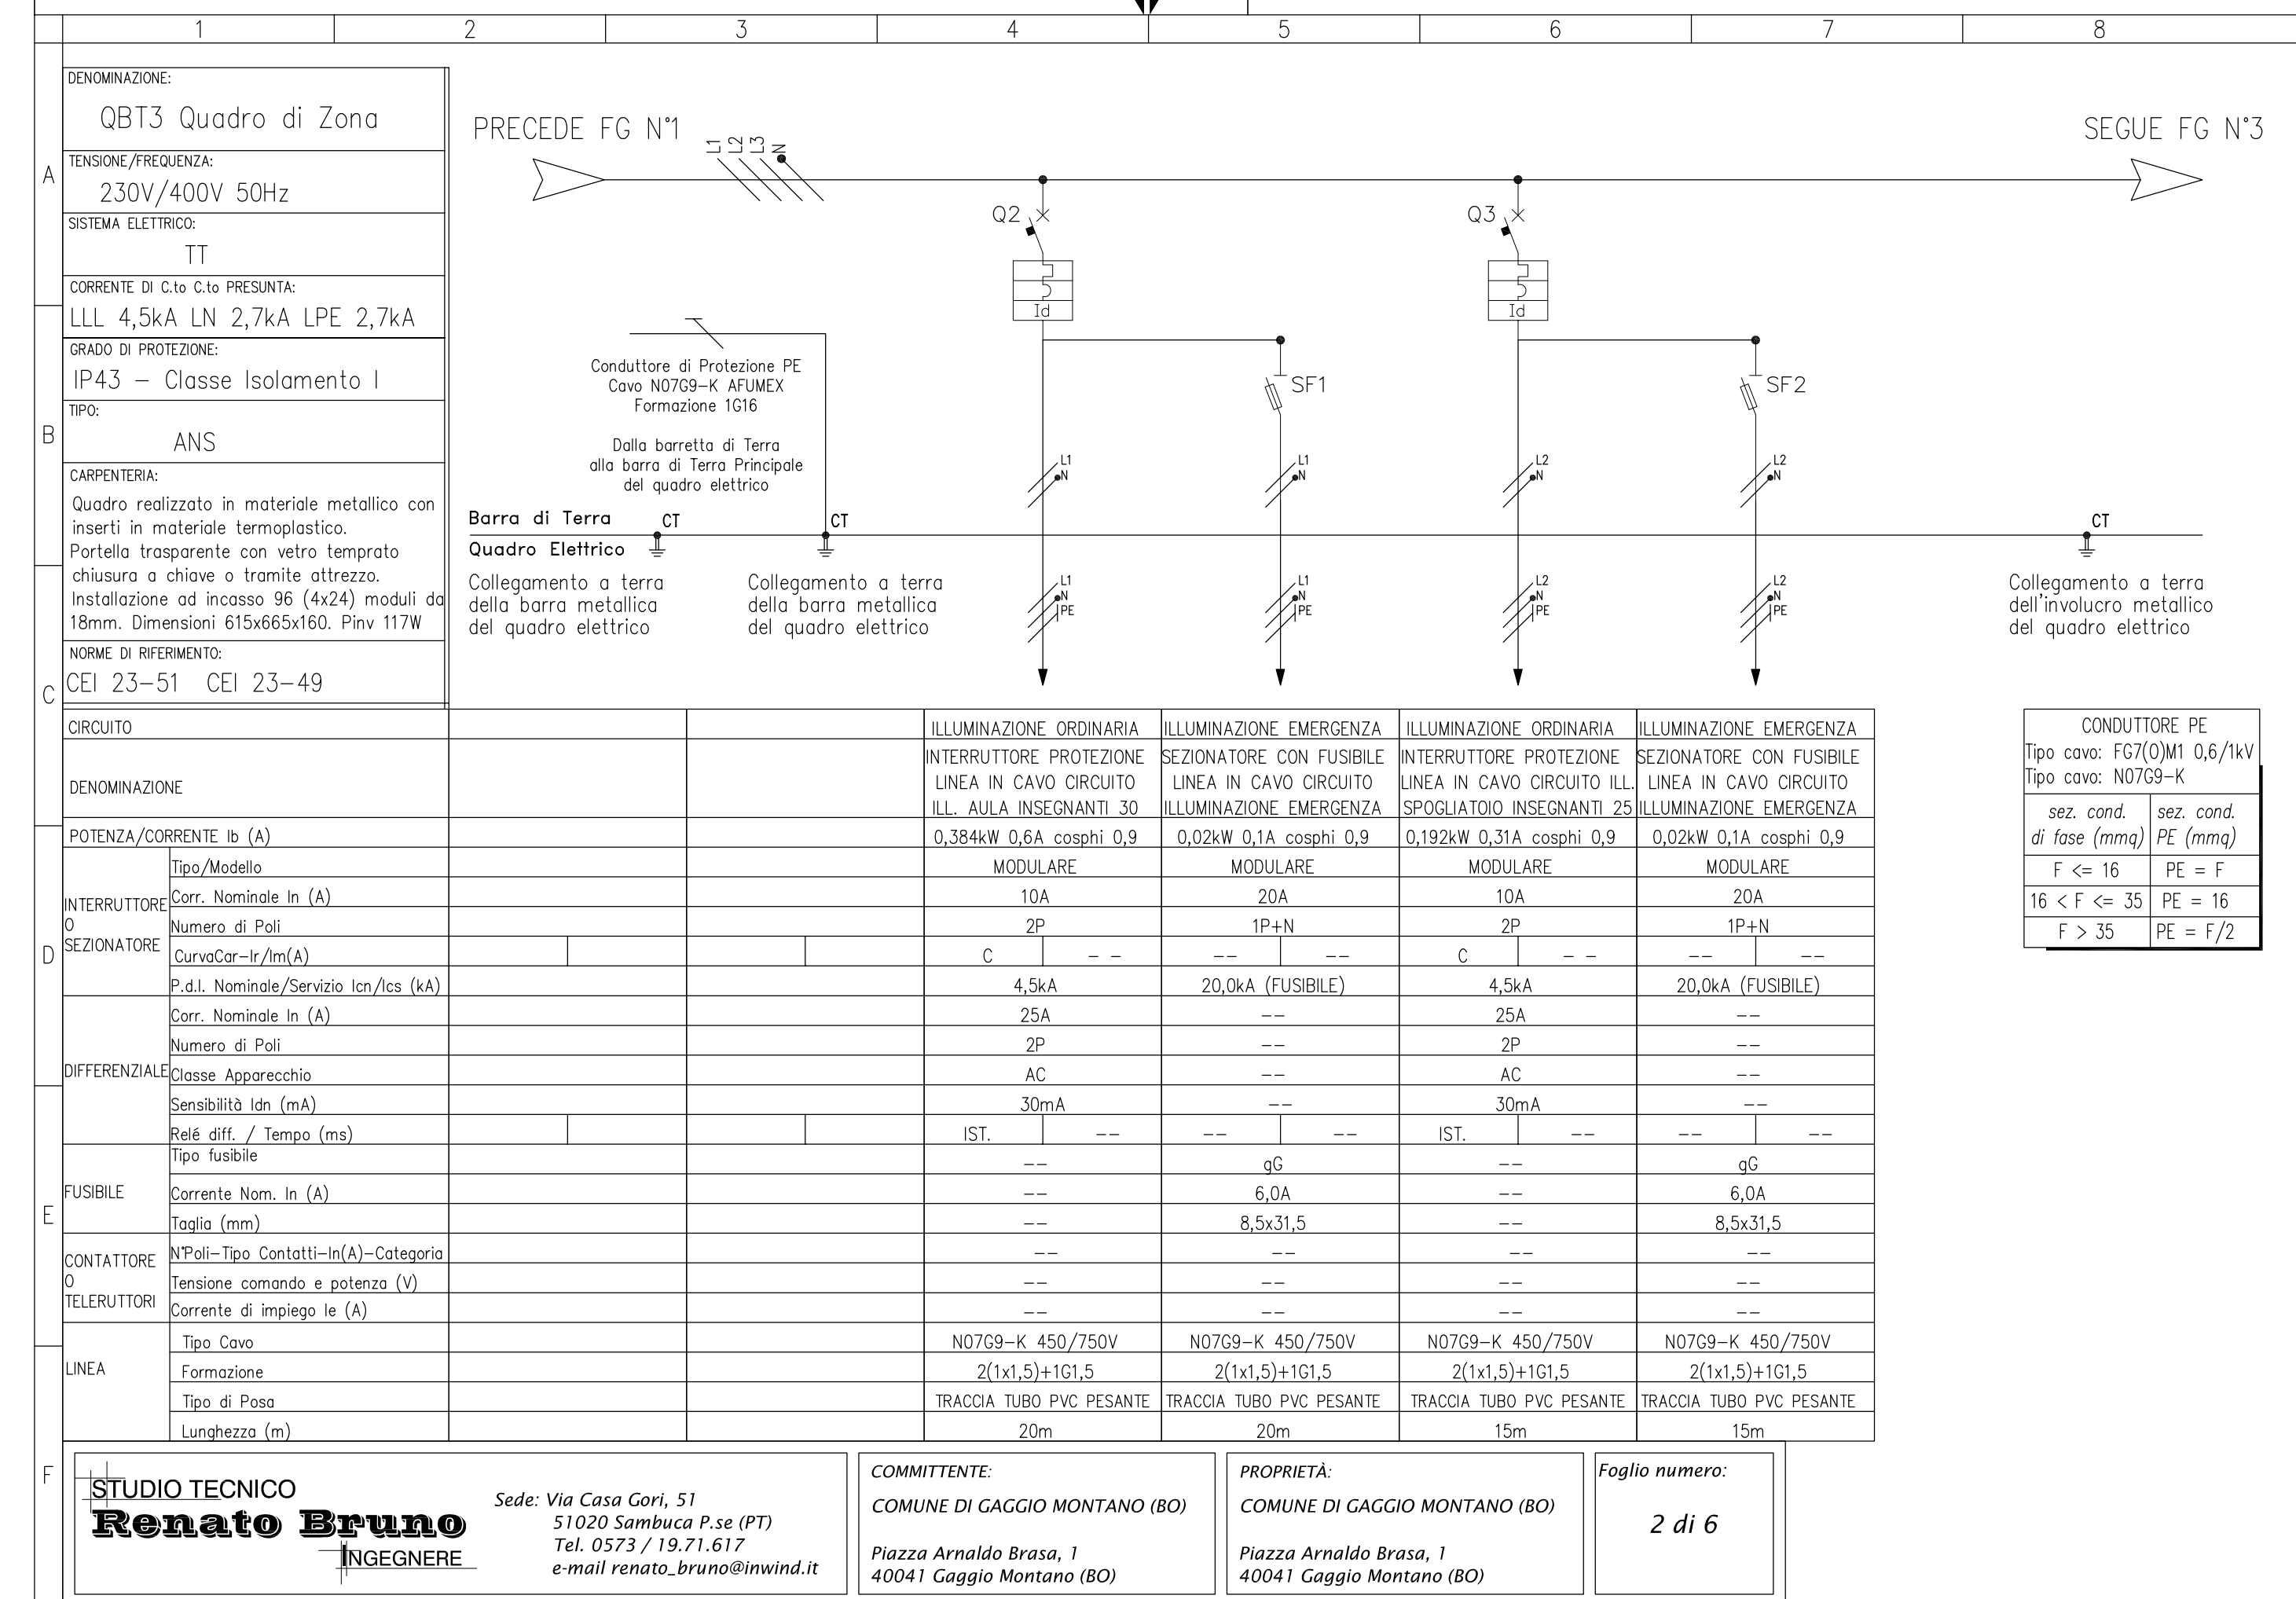 1 2 3 4 5 6 7 8
A
B
C
D
E
F
DENOMINAZIONE:
QBT3 Quadro di Zona
TENSIONE/FREQUENZA:
230V/400V 50Hz
SISTEMA ELETTRICO:
TT
CORRENTE DI C.to C.to PRESUNTA:
LLL 4,5kA LN 2,7kA LPE 2,7kA
GRADO DI PROTEZIONE:
IP43 – Classe Isolamento I
TIPO:
ANS
CARPENTERIA:
Quadro realizzato in materiale metallico con
inserti in materiale termoplastico.
Portella trasparente con vetro temprato
chiusura a chiave o tramite attrezzo.
Installazione ad incasso 96 (4x24) moduli da
18mm. Dimensioni 615x665x160. Pinv 117W
NORME DI RIFERIMENTO:
CEI 23–51 CEI 23–49
PRECEDE FG N°1
L1 L2 L3 N
SEGUE FG N°3
Q2
Id
Q3
Id
SF1
SF2
Conduttore di Protezione PE
Cavo N07G9–K AFUMEX
Formazione 1G16
Dalla barretta di Terra
alla barra di Terra Principale
del quadro elettrico
L1
N
L1
N
L2
N
L2
N
Barra di Terra
Quadro Elettrico
CT
CT
CT
Collegamento a terra
della barra metallica
del quadro elettrico
Collegamento a terra
della barra metallica
del quadro elettrico
L1
N
PE
L1
N
PE
L2
N
PE
L2
N
PE
Collegamento a terra
dell'involucro metallico
del quadro elettrico
CIRCUITO ILLUMINAZIONE ORDINARIA ILLUMINAZIONE EMERGENZA ILLUMINAZIONE ORDINARIA ILLUMINAZIONE EMERGENZA
DENOMINAZIONE
INTERRUTTORE PROTEZIONE
LINEA IN CAVO CIRCUITO
ILL. AULA INSEGNANTI 30
SEZIONATORE CON FUSIBILE
LINEA IN CAVO CIRCUITO
ILLUMINAZIONE EMERGENZA
INTERRUTTORE PROTEZIONE
LINEA IN CAVO CIRCUITO ILL.
SPOGLIATOIO INSEGNANTI 25
SEZIONATORE CON FUSIBILE
LINEA IN CAVO CIRCUITO
ILLUMINAZIONE EMERGENZA
POTENZA/CORRENTE Ib (A) 0,384kW 0,6A cosphi 0,9 0,02kW 0,1A cosphi 0,9 0,192kW 0,31A cosphi 0,9 0,02kW 0,1A cosphi 0,9
INTERRUTTORE
O
SEZIONATORE
Tipo/Modello MODULARE MODULARE MODULARE MODULARE
Corr. Nominale In (A) 10A 20A 10A 20A
Numero di Poli 2P 1P+N 2P 1P+N
CurvaCar–Ir/Im(A) C – – –– –– C – – –– ––
P.d.I. Nominale/Servizio Icn/Ics (kA) 4,5kA 20,0kA (FUSIBILE) 4,5kA 20,0kA (FUSIBILE)
DIFFERENZIALE
Corr. Nominale In (A) 25A –– 25A ––
Numero di Poli 2P –– 2P ––
Classe Apparecchio AC –– AC ––
Sensibilità Idn (mA) 30mA –– 30mA ––
Relé diff. / Tempo (ms) IST. –– –– –– IST. –– –– ––
FUSIBILE
Tipo fusibile –– gG –– gG
Corrente Nom. In (A) –– 6,0A –– 6,0A
Taglia (mm) –– 8,5x31,5 –– 8,5x31,5
CONTATTORE
O
TELERUTTORI
N°Poli–Tipo Contatti–In(A)–Categoria –– –– –– ––
Tensione comando e potenza (V) –– –– –– ––
Corrente di impiego Ie (A) –– –– –– ––
LINEA
Tipo Cavo N07G9–K 450/750V N07G9–K 450/750V N07G9–K 450/750V N07G9–K 450/750V
Formazione 2(1x1,5)+1G1,5 2(1x1,5)+1G1,5 2(1x1,5)+1G1,5 2(1x1,5)+1G1,5
Tipo di Posa TRACCIA TUBO PVC PESANTE TRACCIA TUBO PVC PESANTE TRACCIA TUBO PVC PESANTE TRACCIA TUBO PVC PESANTE
Lunghezza (m) 20m 20m 15m 15m
CONDUTTORE PE
Tipo cavo: FG7(O)M1 0,6/1kV
Tipo cavo: N07G9–K
sez. cond. sez. cond.
di fase (mmq) PE (mmq)
F <= 16 PE = F
16 < F <= 35 PE = 16
F > 35 PE = F/2
STUDIO TECNICO
Renato Bruno
INGEGNERE
Sede: Via Casa Gori, 51
51020 Sambuca P.se (PT)
Tel. 0573 / 19.71.617
e-mail renato_bruno@inwind.it
COMMITTENTE:
COMUNE DI GAGGIO MONTANO (BO)
Piazza Arnaldo Brasa, 1
40041 Gaggio Montano (BO)
PROPRIETÀ:
COMUNE DI GAGGIO MONTANO (BO)
Piazza Arnaldo Brasa, 1
40041 Gaggio Montano (BO)
Foglio numero:
2 di 6